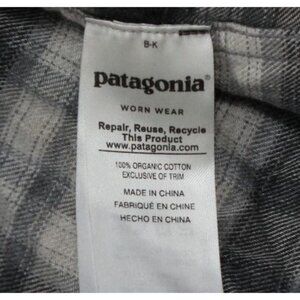 8-K
patagonia®
WORN WEAR
Repair, Reuse, Recycle
This Product
www.patagonia.com
100% ORGANIC COTTON
EXCLUSIVE OF TRIM
MADE IN CHINA
FABRIQUÉ EN CHINE
HECHO EN CHINA